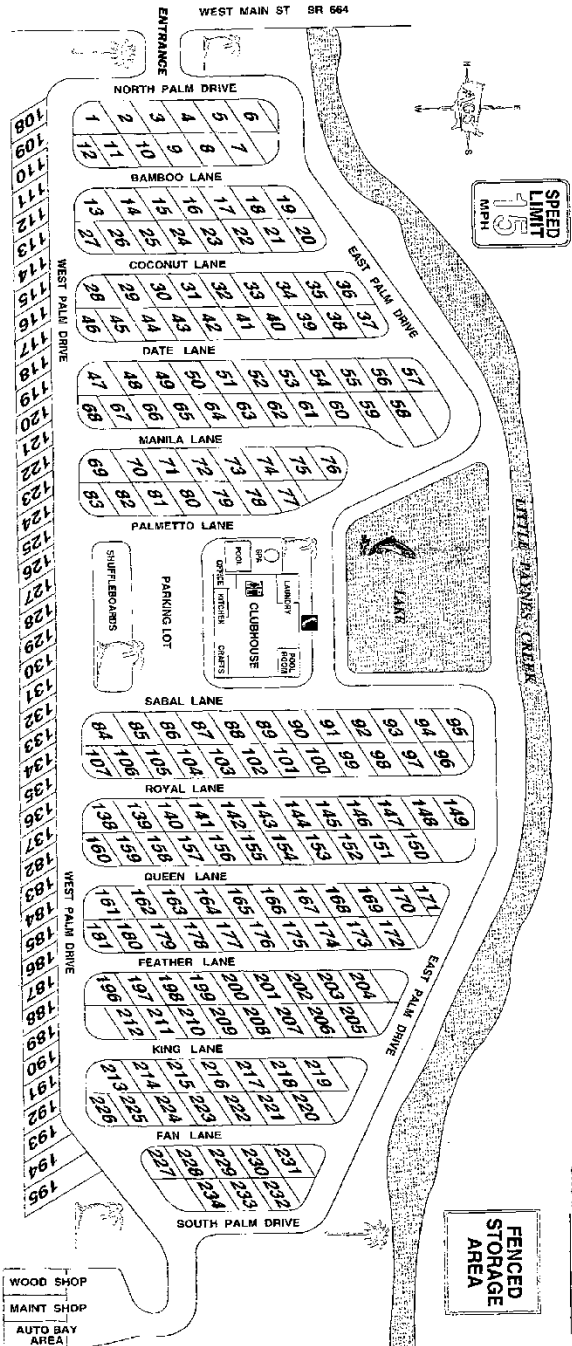 WEST MAIN ST SR 664
ENTRANCE
N
E
W
S
SPEED
LIMIT
15
MPH
NORTH PALM DRIVE
1 2 3 4 5 6
12 11 10 9 8 7
BAMBOO LANE
13 14 15 16 17 18 19
27 26 25 24 23 22 21 20
COCONUT LANE
28 29 30 31 32 33 34 35 36
46 45 44 43 42 41 40 39 38 37
DATE LANE
47 48 49 50 51 52 53 54 55 56 57
68 67 66 65 64 63 62 61 60 59 58
MANILA LANE
69 70 71 72 73 74 75 76
83 82 81 80 79 78 77
PALMETTO LANE
EAST PALM DRIVE
WEST PALM DRIVE
LITTLE PAYNES CREEK
LAKE
SHUFFLEBOARDS
PARKING LOT
POOL
SPA
OFFICE
KITCHEN
CRAFTS
CLUBHOUSE
LAUNDRY
POOL
ROOM
SABAL LANE
84 85 86 87 88 89 90 91 92 93 94 95
107 106 105 104 103 102 101 100 99 98 97 96
ROYAL LANE
138 139 140 141 142 143 144 145 146 147 148 149
160 159 158 157 156 155 154 153 152 151 150
QUEEN LANE
161 162 163 164 165 166 167 168 169 170 171
181 180 179 178 177 176 175 174 173 172
FEATHER LANE
196 197 198 199 200 201 202 203 204
212 211 210 209 208 207 206 205
KING LANE
213 214 215 216 217 218 219
226 225 224 223 222 221 220
FAN LANE
227 228 229 230 231
234 233 232
SOUTH PALM DRIVE
EAST PALM DRIVE
WEST PALM DRIVE
108
109
110
111
112
113
114
115
116
117
118
119
120
121
122
123
124
125
126
127
128
129
130
131
132
133
134
135
136
137
182
183
184
185
186
187
188
189
190
191
192
193
194
195
FENCED
STORAGE
AREA
WOOD SHOP
MAINT SHOP
AUTO BAY
AREA